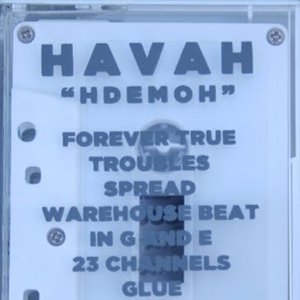 HAVAH
“HDEMOH”
FOREVER TRUE
TROUBLES
SPREAD
WAREHOUSE BEAT
IN G AND E
23 CHANNELS
GLUE